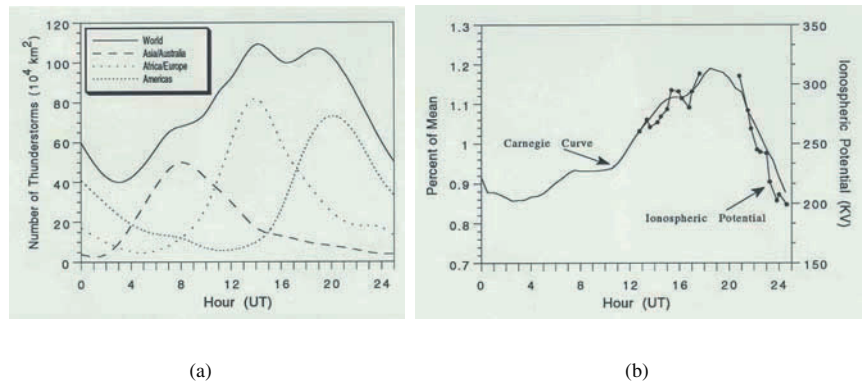 Number of Thunderstorms (10⁴ km²)
120
100
80
60
40
20
0
World
Asia/Australia
Africa/Europe
Americas
0 4 8 12 16 20 24
Hour (UT)
(a)
Percent of Mean
1.3
1.2
1.1
1
0.9
0.8
0.7
Carnegie Curve
Ionospheric Potential
0 4 8 12 16 20 24
Hour (UT)
350
300
250
200
150
Ionospheric Potential (KV)
(b)